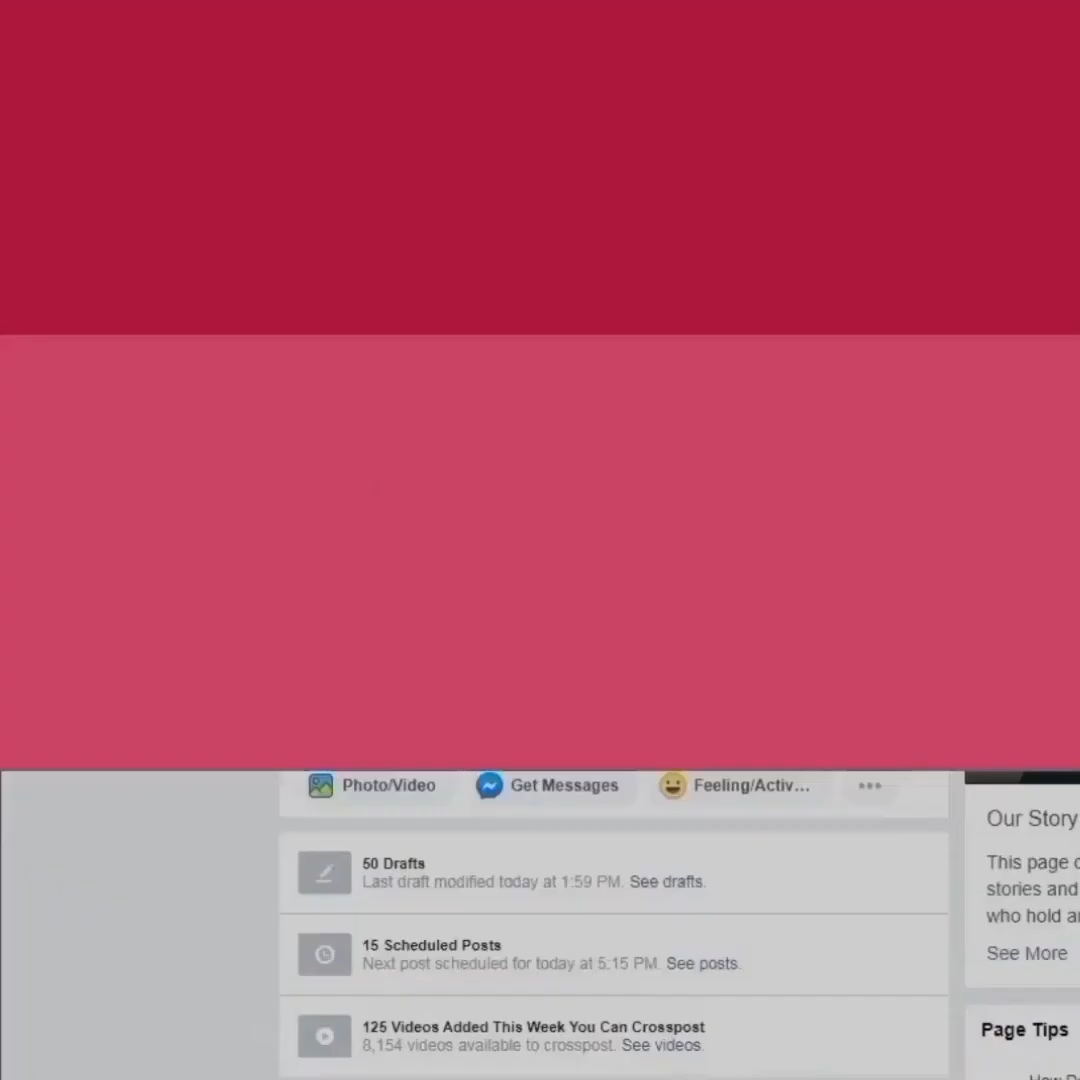 Photo/Video
Get Messages
Feeling/Activ...
Our Story
This page
stories and
who hold
See More
50 Drafts
Last draft modified today at 1:59 PM. See drafts.
15 Scheduled Posts
Next post scheduled for today at 5:15 PM. See posts.
125 Videos Added This Week You Can Crosspost
8,154 videos available to crosspost. See videos.
Page Tips